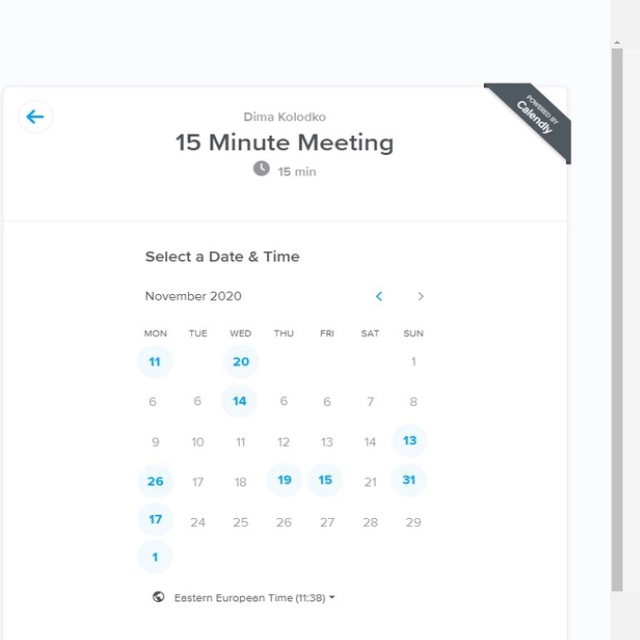 POWERED BY
Calendly
Dima Kolodko
15 Minute Meeting
15 min
Select a Date & Time
November 2020
MON TUE WED THU FRI SAT SUN
11 20 1
6 6 14 6 6 7 8
9 10 11 12 13 14 13
26 17 18 19 15 21 31
17 24 25 26 27 28 29
1
Eastern European Time (11:38)